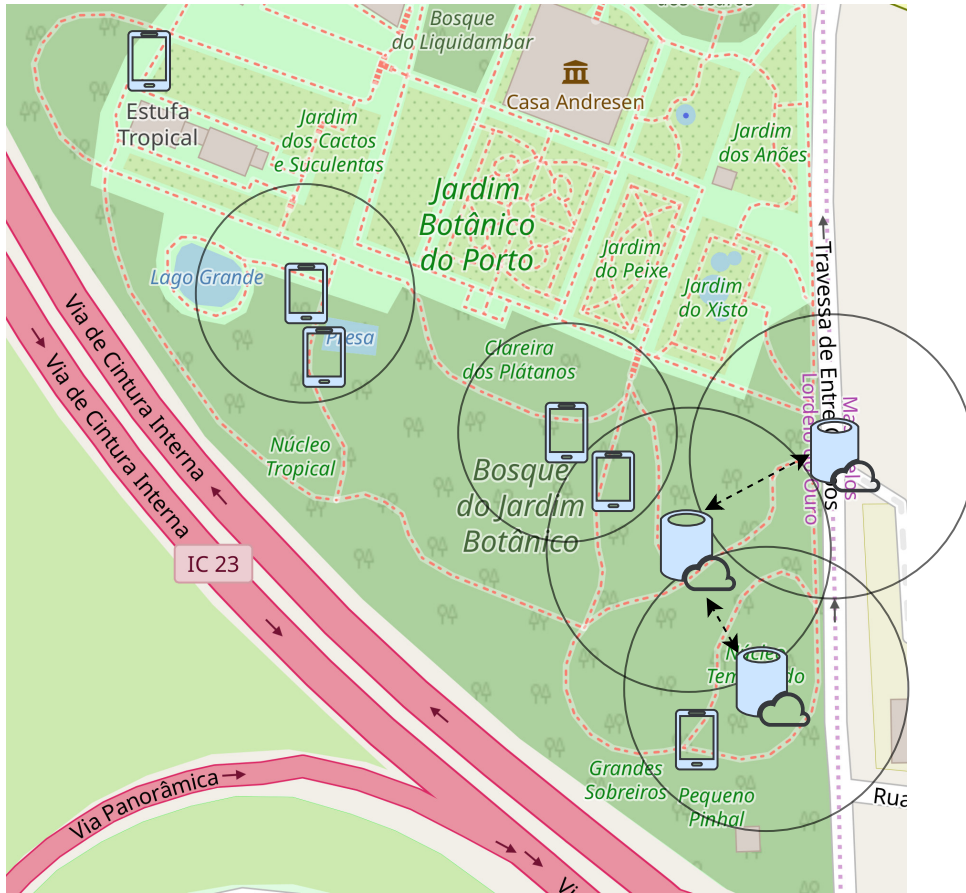 Bosque
do Liquidambar
Casa Andresen
Estufa
Tropical
Jardim
dos Cactos
e Suculentas
Jardim
dos Anões
Jardim
Botânico
do Porto
Jardim
do Peixe
Lago Grande
Jardim
do Xisto
Presa
Clareira
dos Plátanos
Travessa de Entre
Via de Cintura Interna
Via de Cintura Interna
Núcleo
Tropical
Bosque
do Jardim
Botânico
IC 23
Núcleo
Grandes
Sobreiros
Pequeno
Pinhal
Via Panorâmica
Rua